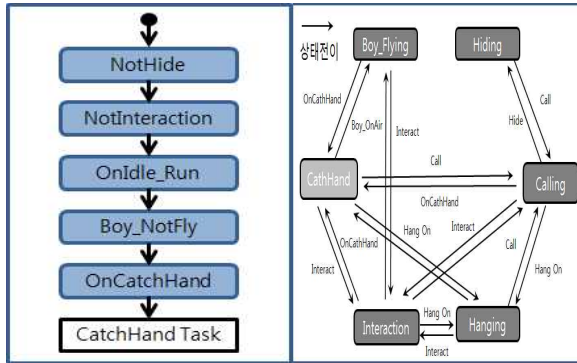 NotHide
NotInteraction
OnIdle_Run
Boy_NotFly
OnCatchHand
CatchHand Task
상태전이
Boy_Flying
Hiding
OnCathHand
Boy_OnAir
Interact
Call
Hide
CathHand
Call
Calling
OnCathHand
Interact
OnCathHand
Hang On
Interact
Call
Hang On
Interaction
Hang On
Interact
Hanging